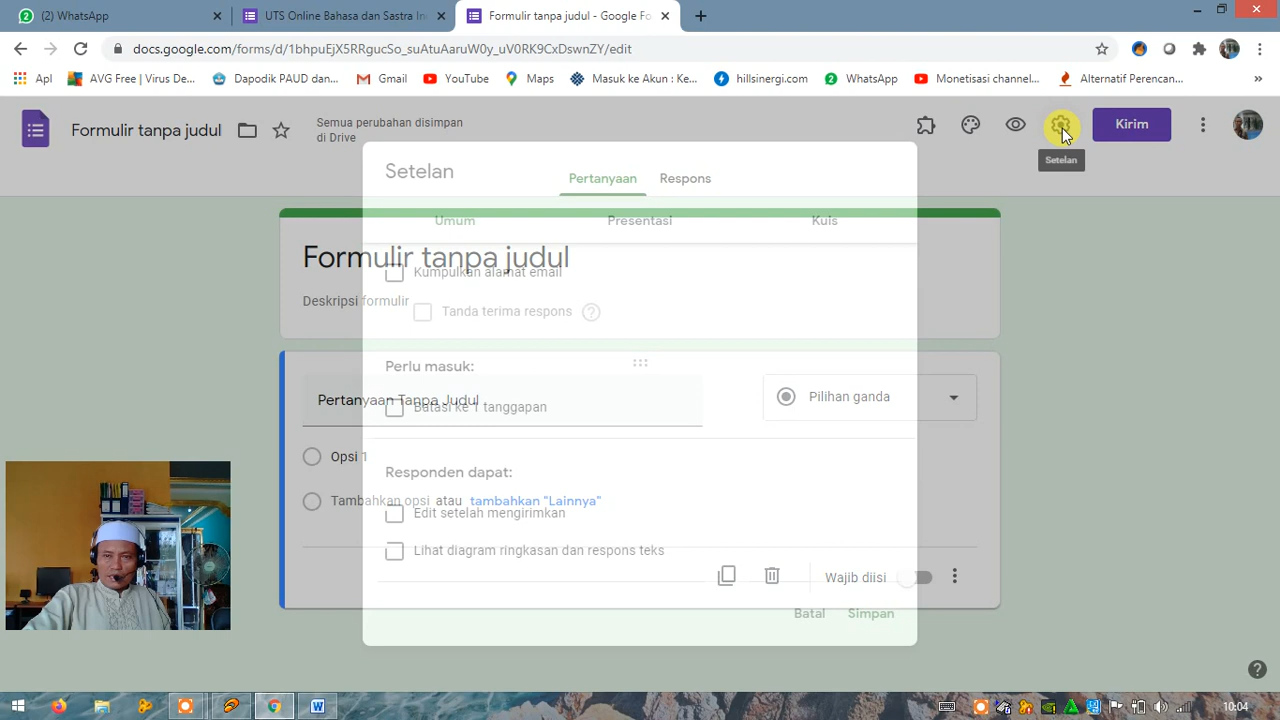 (2) WhatsApp
UTS Online Bahasa dan Sastra In
Formulir tanpa judul - Google Fo
docs.google.com/forms/d/1bhpuEjX5RRgucSo_suAtuAaruW0y_uV0RK9CxDswnZY/edit
Apl
AVG Free | Virus De...
Dapodik PAUD dan...
Gmail
YouTube
Maps
Masuk ke Akun : Ke...
hillsinergi.com
WhatsApp
Monetisasi channel...
Alternatif Perencan...
»
Formulir tanpa judul
Semua perubahan disimpan
di Drive
Kirim
Setelan
Setelan
Pertanyaan
Respons
Umum
Presentasi
Kuis
Formulir tanpa judul
Kumpulkan alamat email
Deskripsi formulir
Tanda terima respons
Perlu masuk:
Pertanyaan Tanpa Judul
Batasi ke 1 tanggapan
Pilihan ganda
Opsi 1
Responden dapat:
Tambahkan opsi atau tambahkan "Lainnya"
Edit setelah mengirimkan
Lihat diagram ringkasan dan respons teks
Wajib diisi
Batal
Simpan
10:04